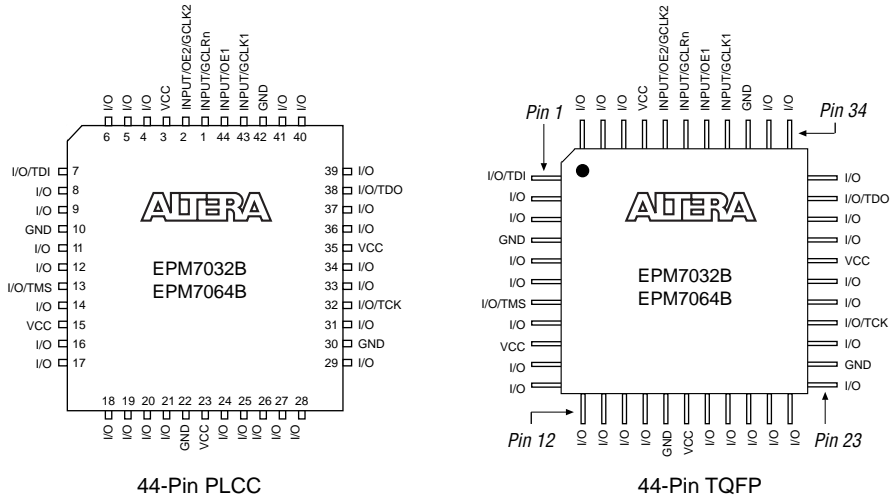 I/O I/O I/O VCC INPUT/OE2/GCLK2 INPUT/GCLRn INPUT/OE1 INPUT/GCLK1 GND I/O I/O
6 5 4 3 2 1 44 43 42 41 40
I/O/TDI 7
I/O 8
I/O 9
GND 10
I/O 11
I/O 12
I/O/TMS 13
I/O 14
VCC 15
I/O 16
I/O 17
ALTERA
EPM7032B
EPM7064B
39 I/O
38 I/O/TDO
37 I/O
36 I/O
35 VCC
34 I/O
33 I/O
32 I/O/TCK
31 I/O
30 GND
29 I/O
18 19 20 21 22 23 24 25 26 27 28
I/O I/O I/O I/O GND VCC I/O I/O I/O I/O I/O
44-Pin PLCC
I/O I/O I/O VCC INPUT/OE2/GCLK2 INPUT/GCLRn INPUT/OE1 INPUT/GCLK1 GND I/O I/O
Pin 1
Pin 34
I/O/TDI
I/O
I/O
GND
I/O
I/O
I/O/TMS
I/O
VCC
I/O
I/O
ALTERA
EPM7032B
EPM7064B
I/O
I/O/TDO
I/O
I/O
VCC
I/O
I/O
I/O/TCK
I/O
GND
I/O
Pin 12
Pin 23
I/O I/O I/O I/O GND VCC I/O I/O I/O I/O I/O
44-Pin TQFP